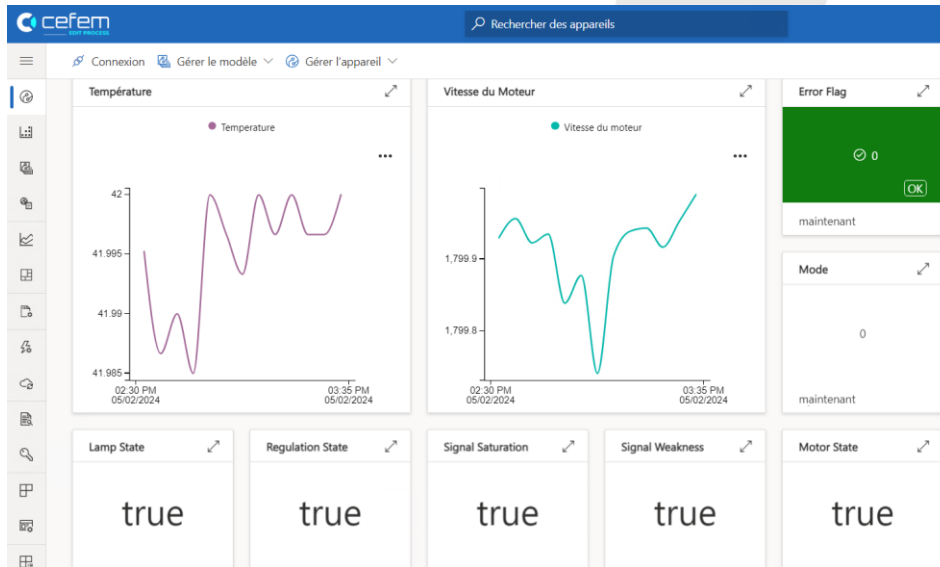 cefem
EDIT PROCESS
Rechercher des appareils
Connexion Gérer le modèle Gérer l'appareil
Température
Temperature
42
41.995
41.99
41.985
02:30 PM 03:35 PM
05/02/2024 05/02/2024
Vitesse du Moteur
Vitesse du moteur
1,799.9
1,799.8
02:30 PM 03:35 PM
05/02/2024 05/02/2024
Error Flag
0
OK
maintenant
Mode
0
maintenant
Lamp State
true
Regulation State
true
Signal Saturation
true
Signal Weakness
true
Motor State
true